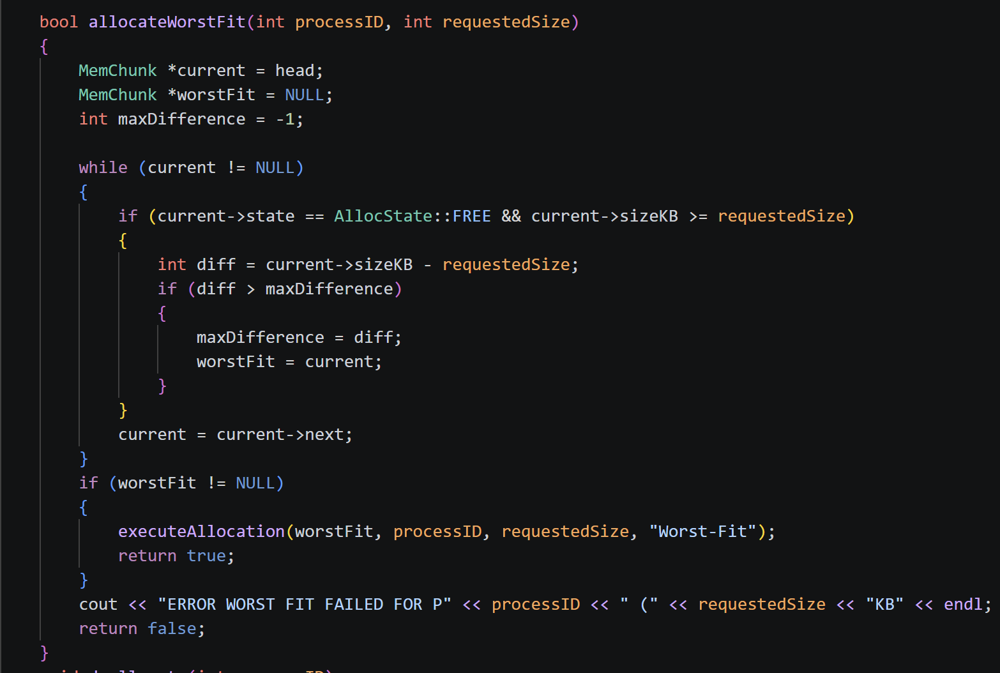 bool allocateWorstFit(int processID, int requestedSize)
{
MemChunk *current = head;
MemChunk *worstFit = NULL;
int maxDifference = -1;
while (current != NULL)
{
if (current->state == AllocState::FREE && current->sizeKB >= requestedSize)
{
int diff = current->sizeKB - requestedSize;
if (diff > maxDifference)
{
maxDifference = diff;
worstFit = current;
}
}
current = current->next;
}
if (worstFit != NULL)
{
executeAllocation(worstFit, processID, requestedSize, "Worst-Fit");
return true;
}
cout << "ERROR WORST FIT FAILED FOR P" << processID << " (" << requestedSize << "KB" << endl;
return false;
}